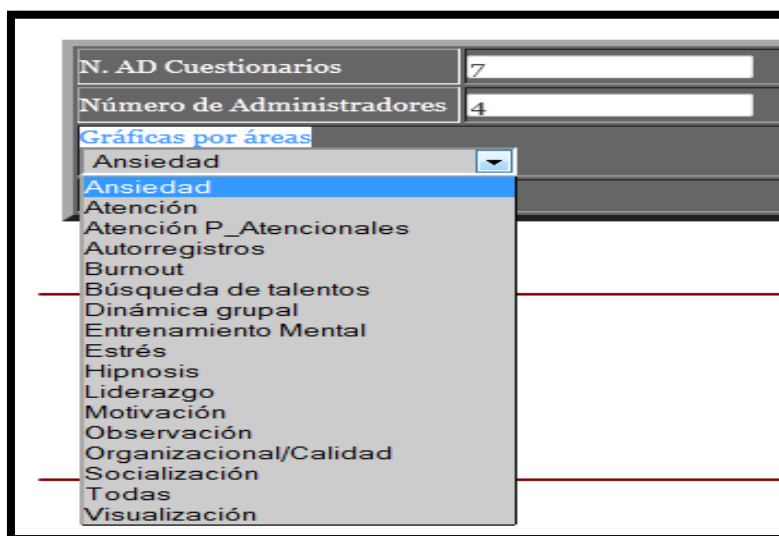 N. AD Cuestionarios 7
Número de Administradores 4
Gráficas por áreas
Ansiedad
Ansiedad
Atención
Atención P_Atencionales
Autorregistros
Burnout
Búsqueda de talentos
Dinámica grupal
Entrenamiento Mental
Estrés
Hipnosis
Liderazgo
Motivación
Observación
Organizacional/Calidad
Socialización
Todas
Visualización